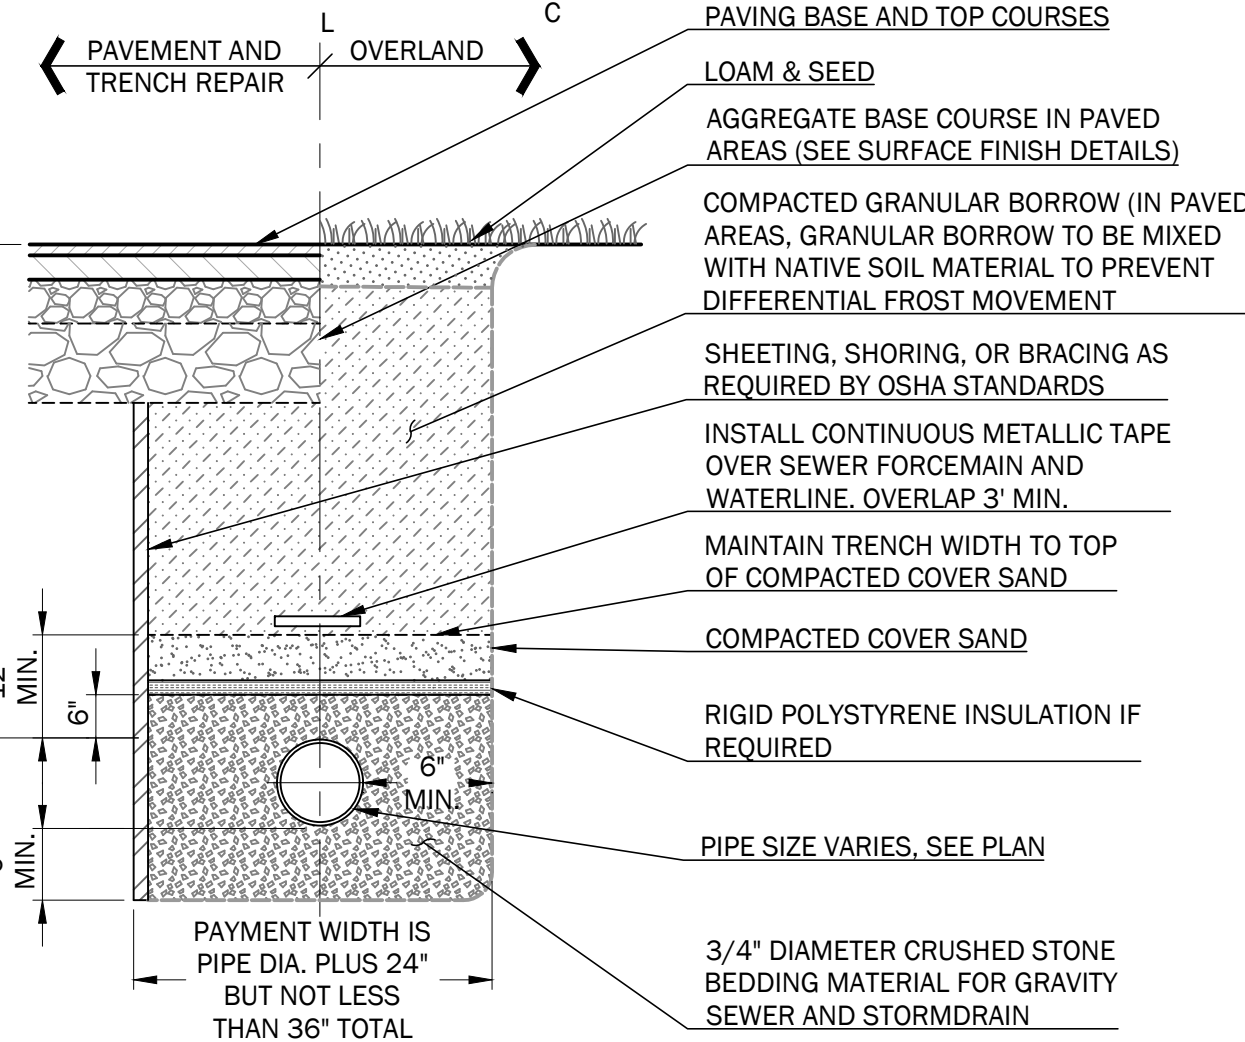 L
C
PAVEMENT AND
TRENCH REPAIR
OVERLAND
PAVING BASE AND TOP COURSES
LOAM & SEED
AGGREGATE BASE COURSE IN PAVED
AREAS (SEE SURFACE FINISH DETAILS)
COMPACTED GRANULAR BORROW (IN PAVED
AREAS, GRANULAR BORROW TO BE MIXED
WITH NATIVE SOIL MATERIAL TO PREVENT
DIFFERENTIAL FROST MOVEMENT
SHEETING, SHORING, OR BRACING AS
REQUIRED BY OSHA STANDARDS
INSTALL CONTINUOUS METALLIC TAPE
OVER SEWER FORCEMAIN AND
WATERLINE. OVERLAP 3' MIN.
MAINTAIN TRENCH WIDTH TO TOP
OF COMPACTED COVER SAND
COMPACTED COVER SAND
RIGID POLYSTYRENE INSULATION IF
REQUIRED
PIPE SIZE VARIES, SEE PLAN
3/4" DIAMETER CRUSHED STONE
BEDDING MATERIAL FOR GRAVITY
SEWER AND STORMDRAIN
MIN.
6"
6"
MIN.
MIN.
PAYMENT WIDTH IS
PIPE DIA. PLUS 24"
BUT NOT LESS
THAN 36" TOTAL